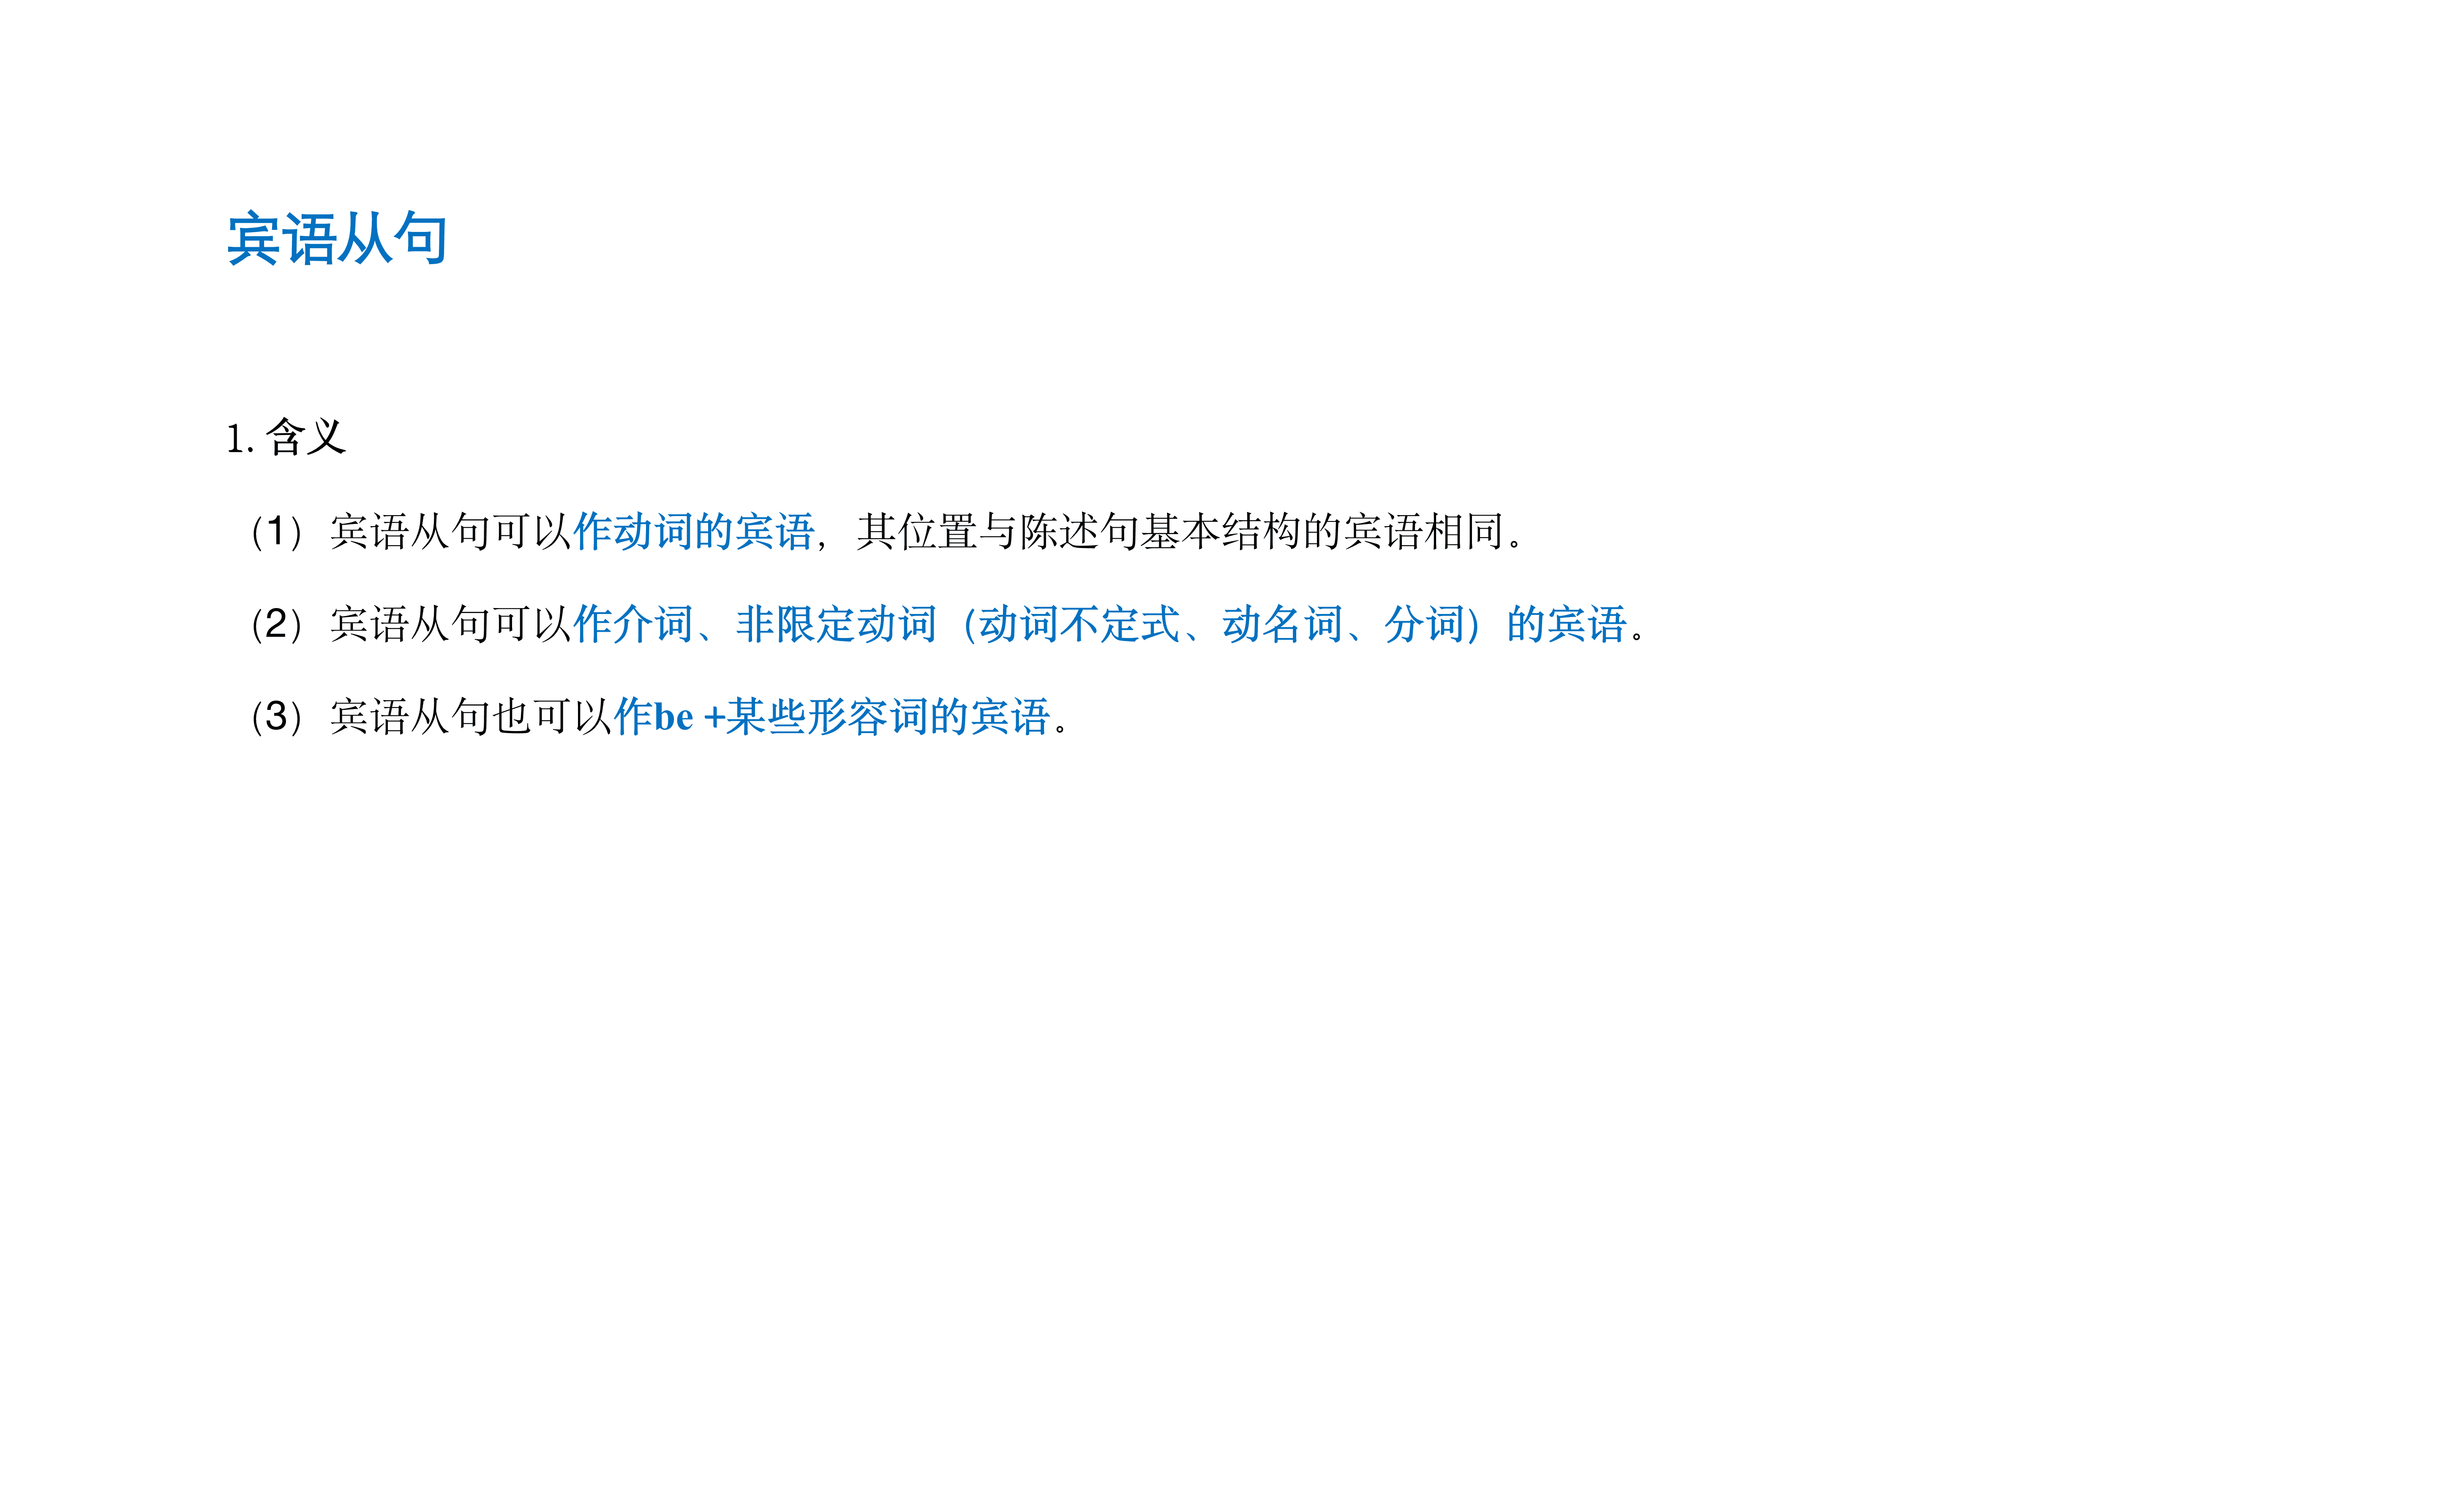 宾语从句
1. 含义
（1）宾语从句可以作动词的宾语，其位置与陈述句基本结构的宾语相同。
（2）宾语从句可以作介词、非限定动词（动词不定式、动名词、分词）的宾语。
（3）宾语从句也可以作be +某些形容词的宾语。